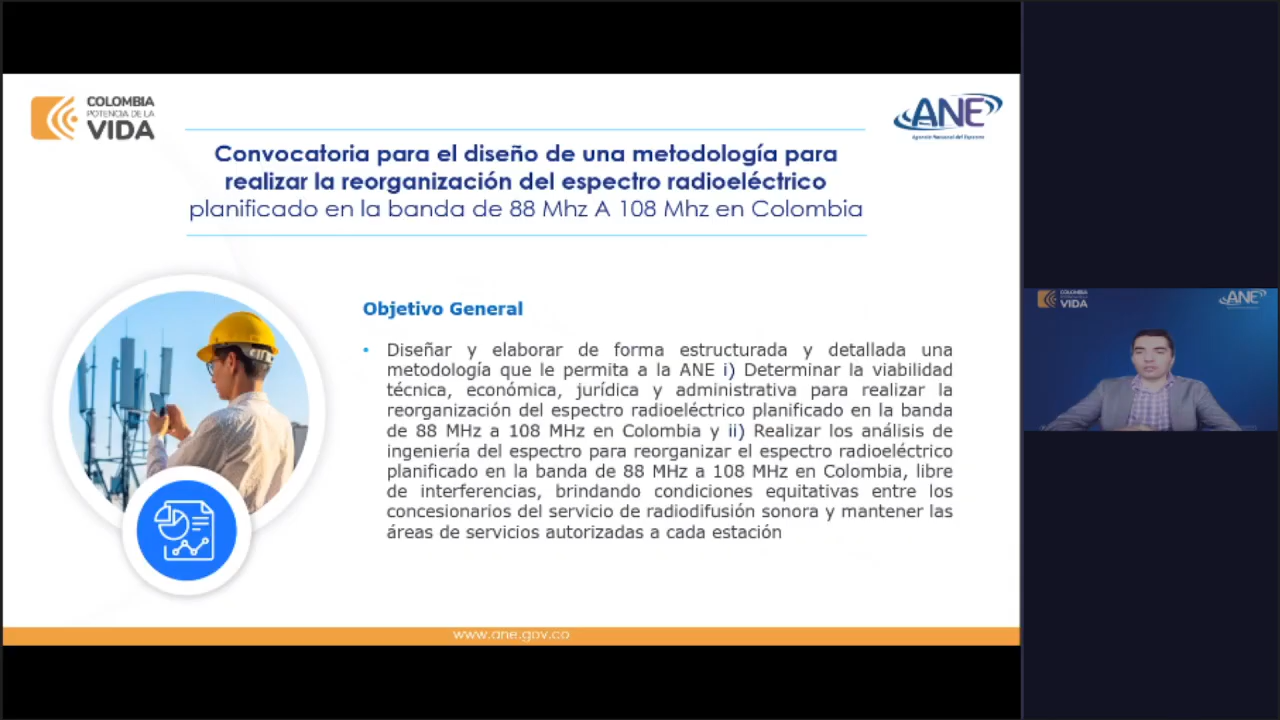 COLOMBIA
POTENCIA DE LA
VIDA
ANE
Agencia Nacional del Espectro
Convocatoria para el diseño de una metodología para
realizar la reorganización del espectro radioeléctrico
planificado en la banda de 88 Mhz A 108 Mhz en Colombia
Objetivo General
• Diseñar y elaborar de forma estructurada y detallada una
metodología que le permita a la ANE i) Determinar la viabilidad
técnica, económica, jurídica y administrativa para realizar la
reorganización del espectro radioeléctrico planificado en la banda
de 88 MHz a 108 MHz en Colombia y ii) Realizar los análisis de
ingeniería del espectro para reorganizar el espectro radioeléctrico
planificado en la banda de 88 MHz a 108 MHz en Colombia, libre
de interferencias, brindando condiciones equitativas entre los
concesionarios del servicio de radiodifusión sonora y mantener las
áreas de servicios autorizadas a cada estación
www.ane.gov.co
COLOMBIA
VIDA
ANE